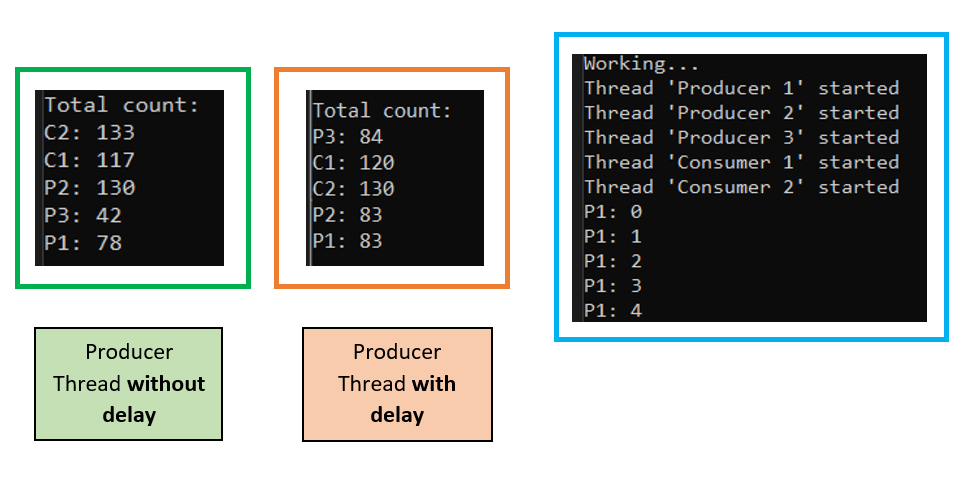 Total count:
C2: 133
C1: 117
P2: 130
P3: 42
P1: 78
Producer
Thread without
delay
Total count:
P3: 84
C1: 120
C2: 130
P2: 83
P1: 83
Producer
Thread with
delay
Working...
Thread 'Producer 1' started
Thread 'Producer 2' started
Thread 'Producer 3' started
Thread 'Consumer 1' started
Thread 'Consumer 2' started
P1: 0
P1: 1
P1: 2
P1: 3
P1: 4